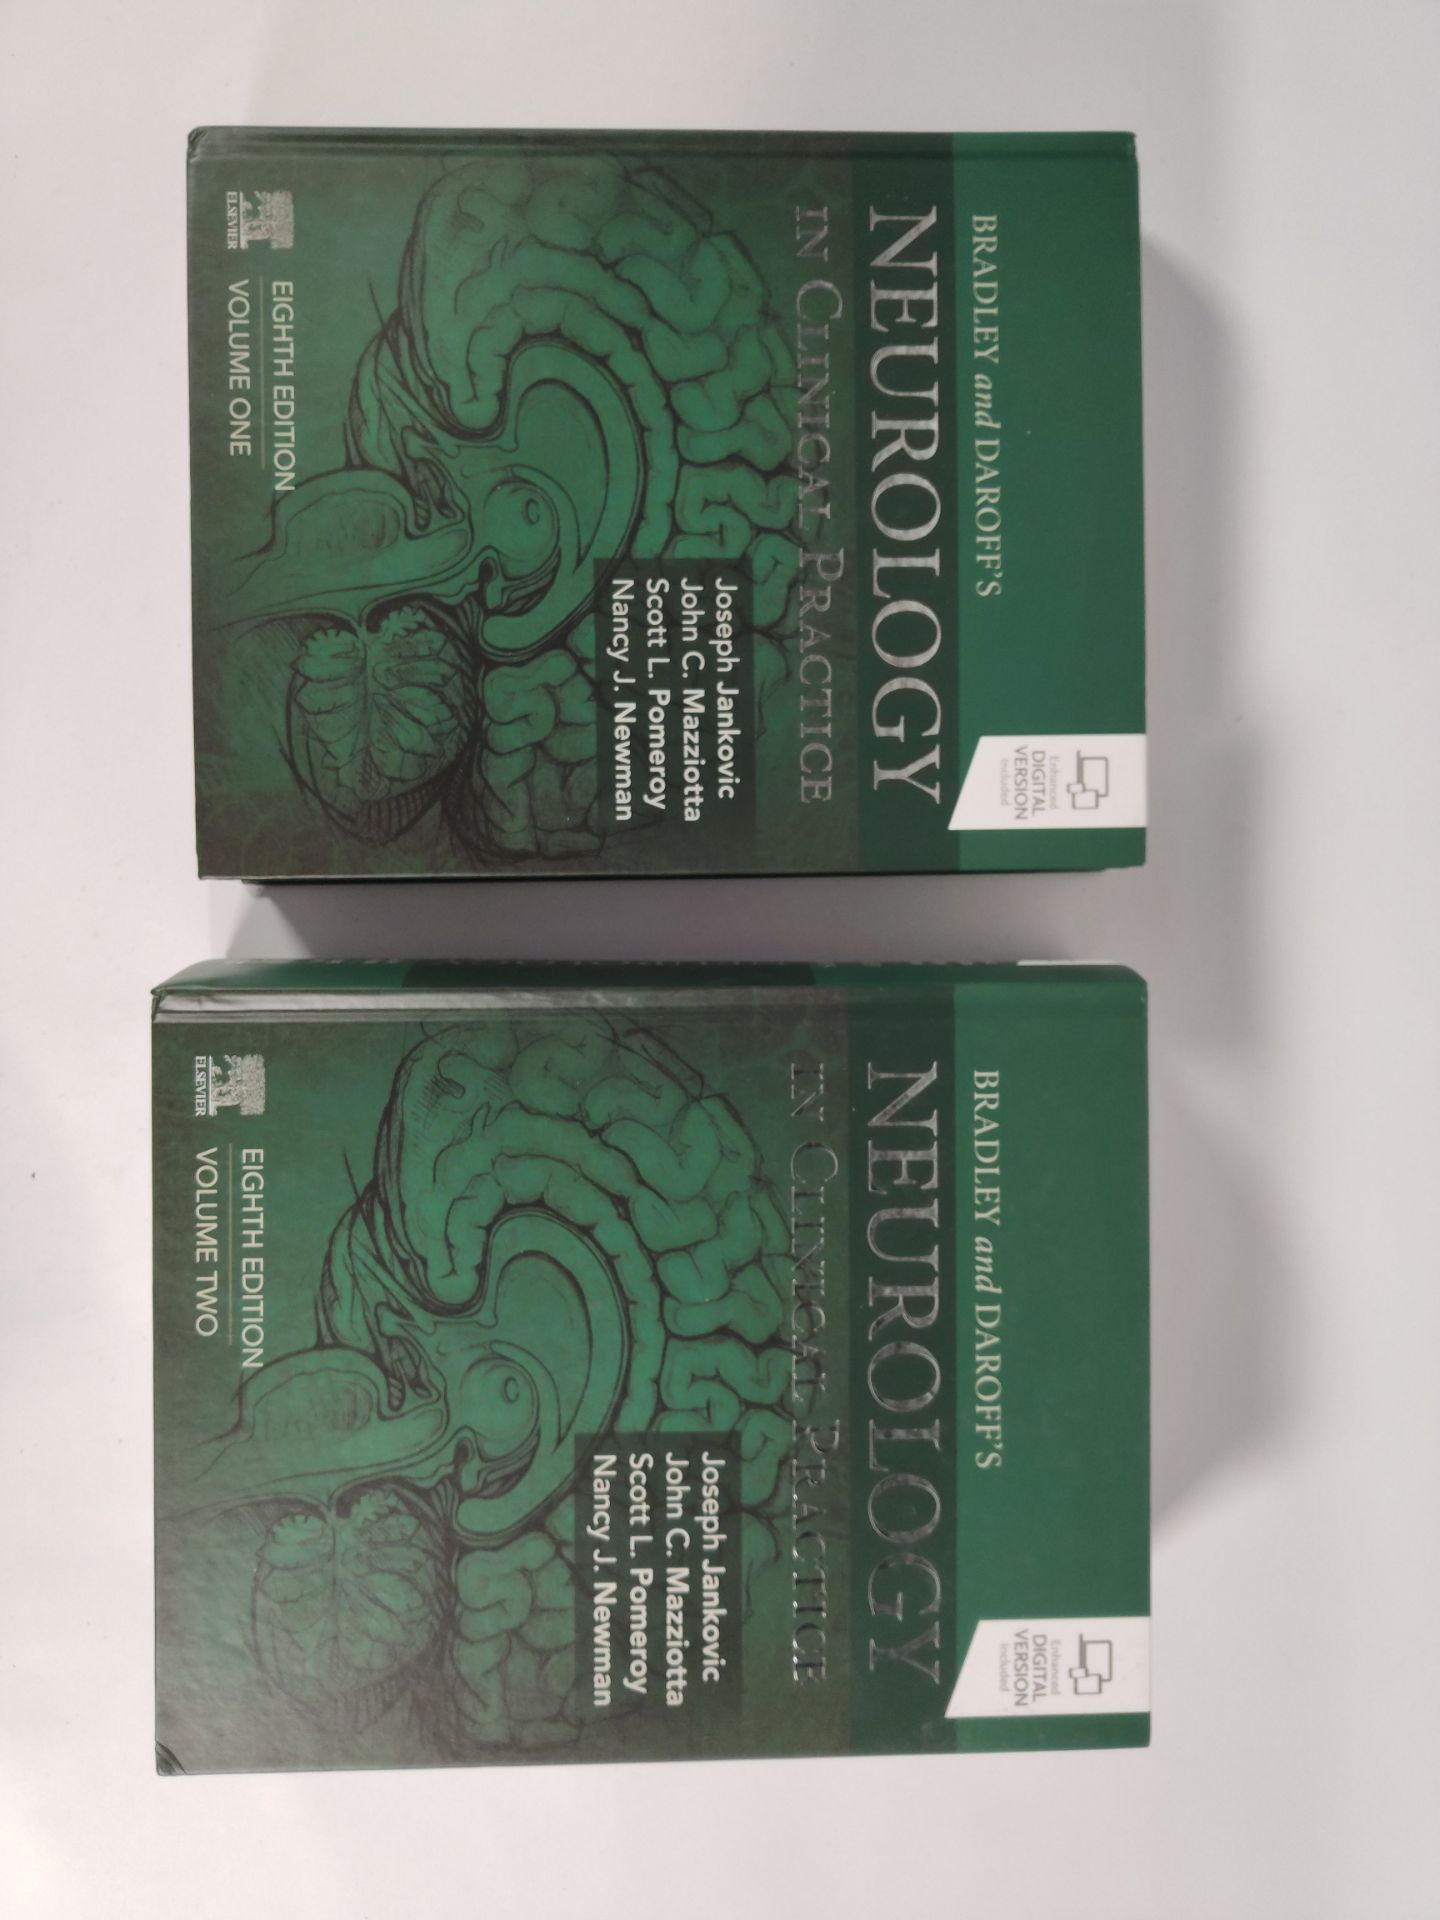 BRADLEY and DAROFF'S
NEUROLOGY
IN CLINICAL PRACTICE
Enhanced
DIGITAL
VERSION
Included
Joseph Jankovic
John C. Mazziotta
Scott L. Pomeroy
Nancy J. Newman
EIGHTH EDITION
VOLUME ONE
ELSEVIER
BRADLEY and DAROFF'S
NEUROLOGY
IN CLINICAL PRACTICE
Enhanced
DIGITAL
VERSION
Included
Joseph Jankovic
John C. Mazziotta
Scott L. Pomeroy
Nancy J. Newman
EIGHTH EDITION
VOLUME TWO
ELSEVIER